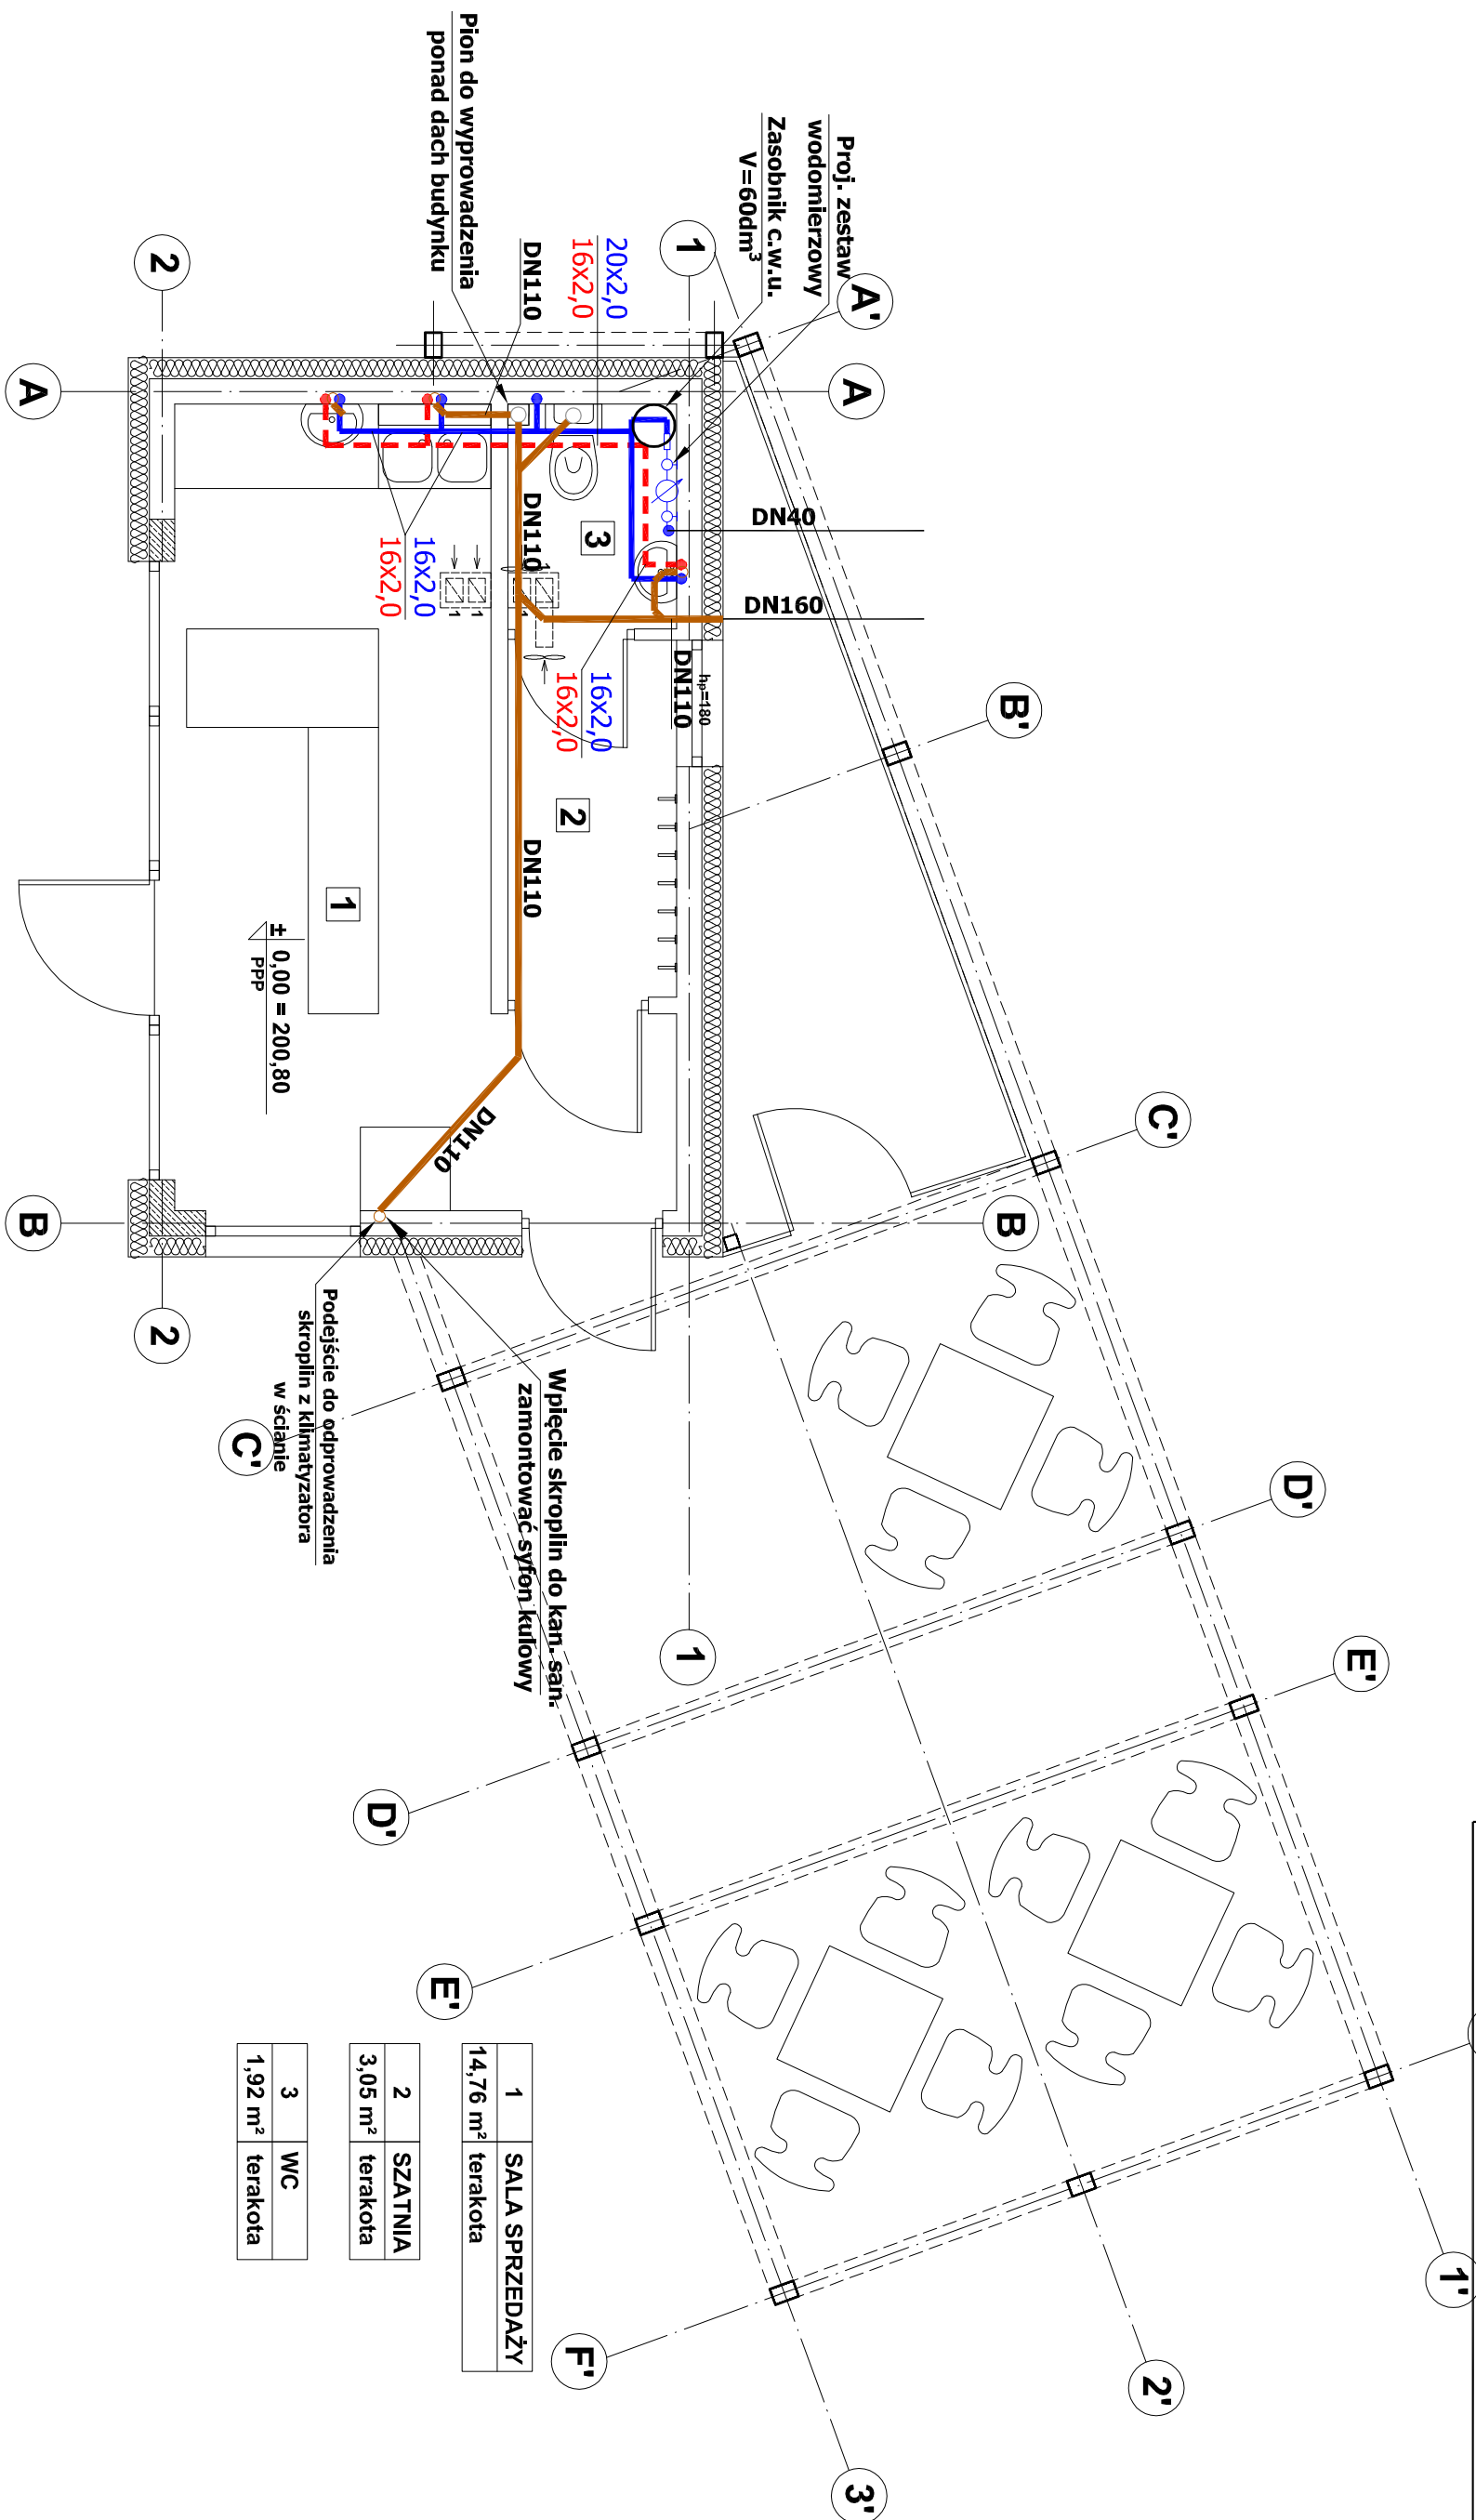 Proj. zestaw
wodomierzowy
Zasobnik c.w.u.
V=60dm³
Pion do wyprowadzenia
ponad dach budynku
DN110
20x2,0
16x2,0
1
2
A'
A
A
DN40
DN160
DN110
hp=180
DN110
3
16x2,0
16x2,0
16x2,0
16x2,0
1
1
1
1
2
DN110
1
± 0,00 = 200,80
PPP
DN110
B'
C'
B
B
2
1
C'
Podejście do odprowadzenia
skroplin z klimatyzatora
w ścianie
Wpięcie skroplin do kan. san.
zamontować syfon kulowy
D'
D'
E'
E'
F'
1'
2'
3'
1 SALA SPRZEDAŻY
14,76 m² terakota
2 SZATNIA
3,05 m² terakota
3 WC
1,92 m² terakota